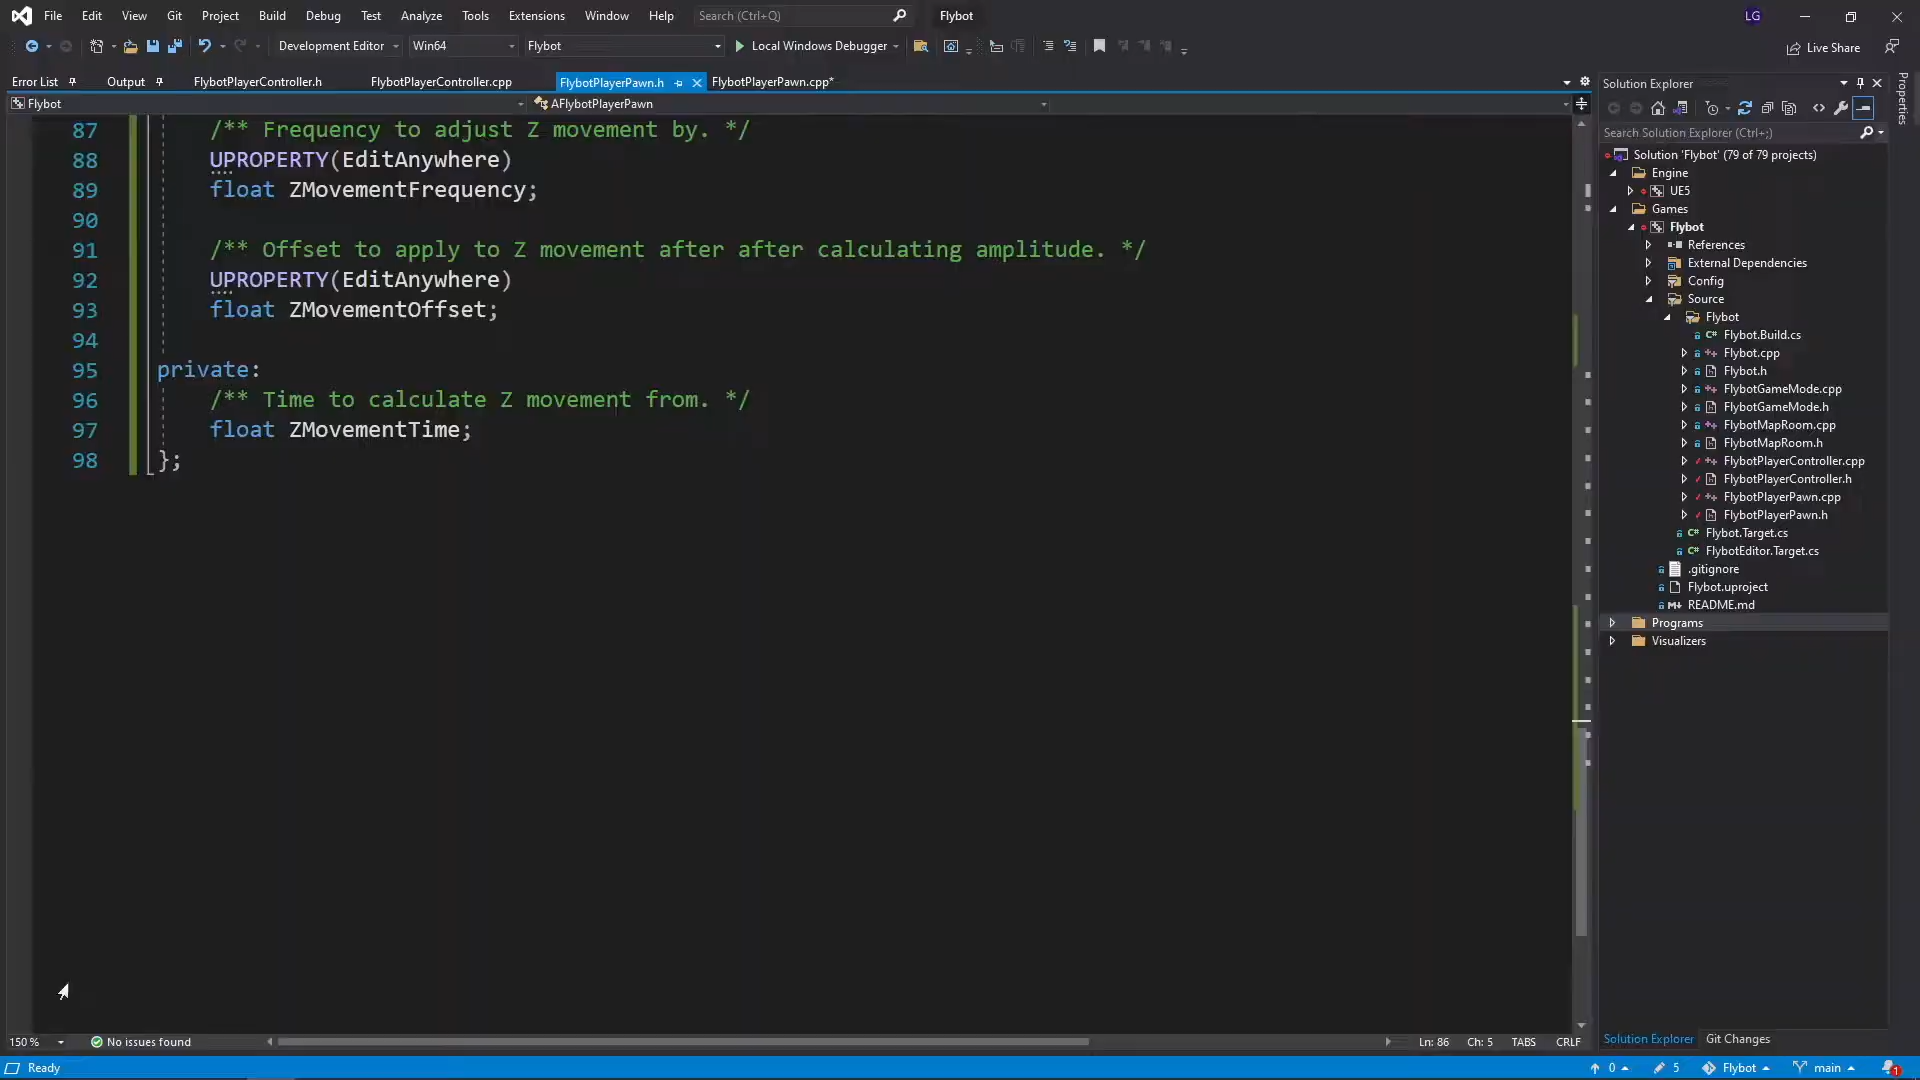 File Edit View Git Project Build Debug Test Analyze Tools Extensions Window Help Search (Ctrl+Q) Flybot LG
Development Editor Win64 Flybot Local Windows Debugger Live Share
Error List Output FlybotPlayerController.h FlybotPlayerController.cpp FlybotPlayerPawn.h FlybotPlayerPawn.cpp*
Flybot AFlybotPlayerPawn
87 /** Frequency to adjust Z movement by. */
88 UPROPERTY(EditAnywhere)
89 float ZMovementFrequency;
90
91 /** Offset to apply to Z movement after after calculating amplitude. */
92 UPROPERTY(EditAnywhere)
93 float ZMovementOffset;
94
95 private:
96 /** Time to calculate Z movement from. */
97 float ZMovementTime;
98 };
150 % No issues found Ln: 86 Ch: 5 TABS CRLF
Solution Explorer
Search Solution Explorer (Ctrl+;)
Solution 'Flybot' (79 of 79 projects)
Engine
UE5
Games
Flybot
References
External Dependencies
Config
Source
Flybot
Flybot.Build.cs
Flybot.cpp
Flybot.h
FlybotGameMode.cpp
FlybotGameMode.h
FlybotMapRoom.cpp
FlybotMapRoom.h
FlybotPlayerController.cpp
FlybotPlayerController.h
FlybotPlayerPawn.cpp
FlybotPlayerPawn.h
Flybot.Target.cs
FlybotEditor.Target.cs
.gitignore
Flybot.uproject
README.md
Programs
Visualizers
Solution Explorer Git Changes
Properties
Ready 0 5 Flybot main 1